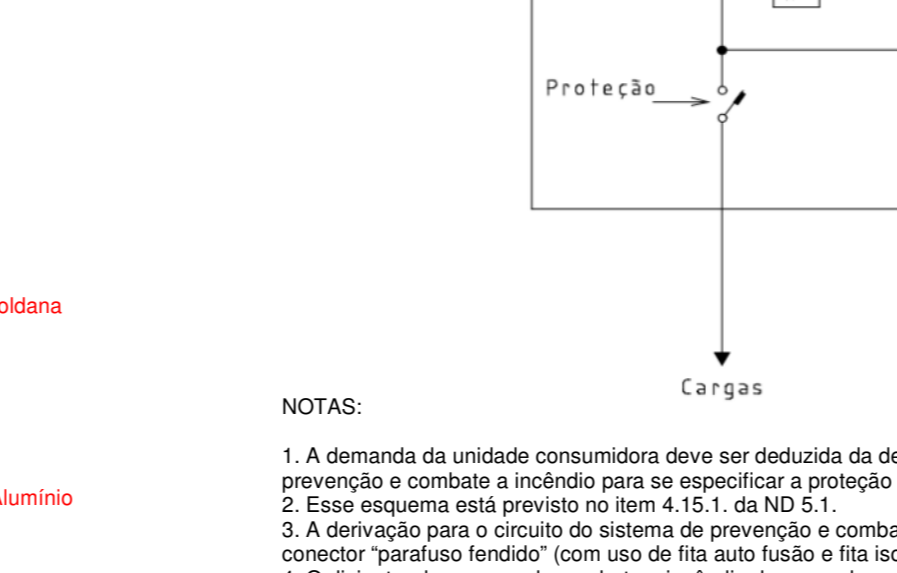 Proteção
oldana
Cargas
NOTAS:
1. A demanda da unidade consumidora deve ser deduzida da
prevenção e combate a incêndio para se especificar a proteção
lumínio
2. Esse esquema está previsto no item 4.15.1. da ND 5.1.
3. A derivação para o circuito do sistema de prevenção e comba
conector “parafuso fendido” (com uso de fita auto fusão e fita iso